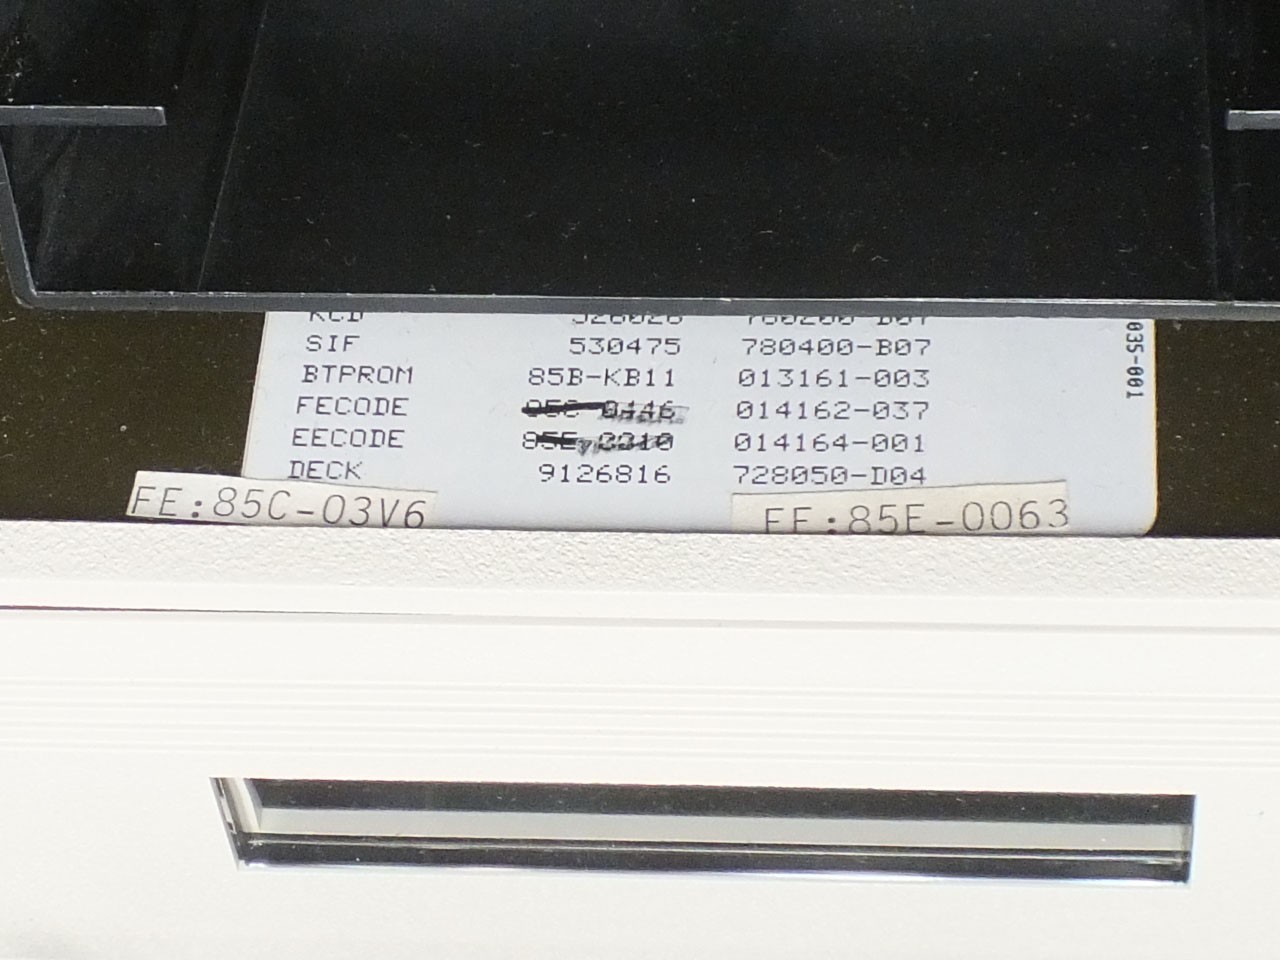 SIF 530475 780400-B07
BTPROM 85B-KB11 013161-003
FECODE 014162-037
EECODE 014164-001
DECK 9126816 728050-D04
FE:85C-03V6
EE:85E-0063
035-001